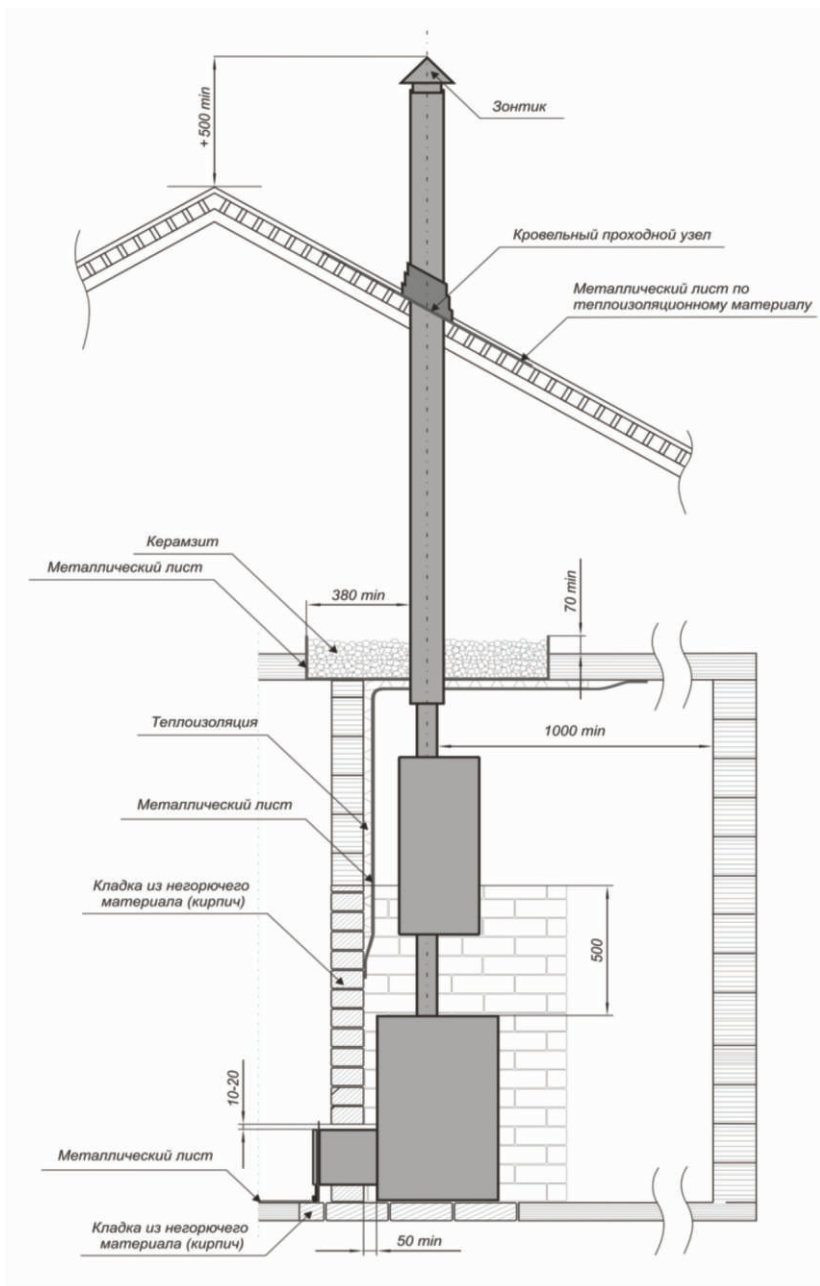 +500 min
Зонтик
Кровельный проходной узел
Металлический лист по
теплоизоляционному материалу
Керамзит
Металлический лист
380 min
70 min
Теплоизоляция
1000 min
Металлический лист
Кладка из негорючего
материала (кирпич)
500
10-20
Металлический лист
Кладка из негорючего
материала (кирпич)
50 min